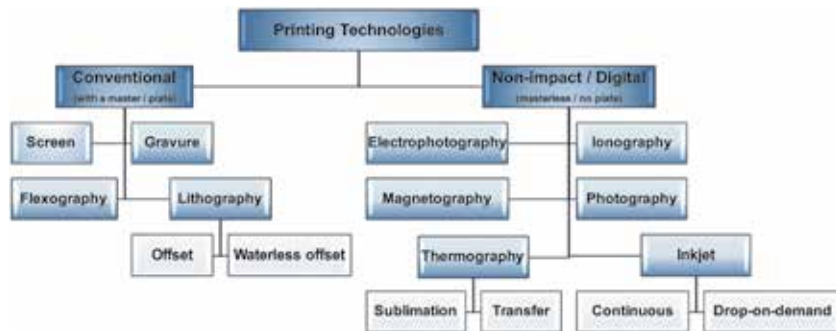 Printing Technologies
Conventional
(with a master / plate)
Non-impact / Digital
(masterless / no plate)
Screen
Gravure
Electrophotography
Ionography
Flexography
Lithography
Magnetography
Photography
Offset
Waterless offset
Thermography
Inkjet
Sublimation
Transfer
Continuous
Drop-on-demand